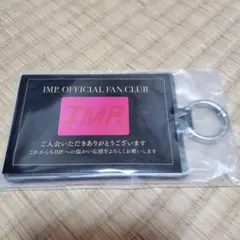 IMP. OFFICIAL FAN CLUB
IMP.
ご入会いただきありがとうございます
これからもIMP.への温かい応援をよろしくお願いします